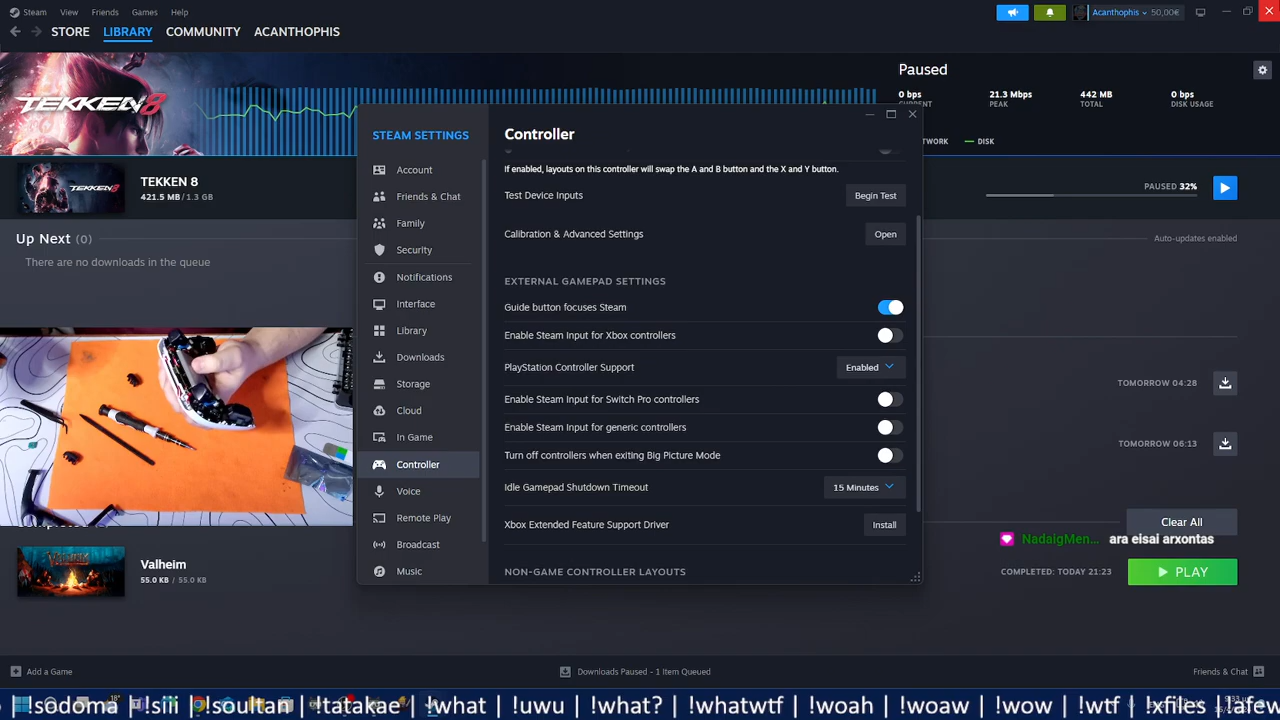 Steam View Friends Games Help
Acanthophis 50,00€
STORE LIBRARY COMMUNITY ACANTHOPHIS
TEKKEN 8
Paused
0 bps 21.3 Mbps 442 MB 0 bps
CURRENT PEAK TOTAL DISK USAGE
DISK
STEAM SETTINGS
Account
Friends & Chat
Family
Security
Notifications
Interface
Library
Downloads
Storage
Cloud
In Game
Controller
Voice
Remote Play
Broadcast
Music
Controller
If enabled, layouts on this controller will swap the A and B button and the X and Y button.
Test Device Inputs Begin Test
Calibration & Advanced Settings Open
EXTERNAL GAMEPAD SETTINGS
Guide button focuses Steam
Enable Steam Input for Xbox controllers
PlayStation Controller Support Enabled
Enable Steam Input for Switch Pro controllers
Enable Steam Input for generic controllers
Turn off controllers when exiting Big Picture Mode
Idle Gamepad Shutdown Timeout 15 Minutes
Xbox Extended Feature Support Driver Install
NON-GAME CONTROLLER LAYOUTS
TEKKEN 8
421.5 MB / 1.3 GB
PAUSED 32%
Up Next (0)
Auto-updates enabled
There are no downloads in the queue
TOMORROW 04:28
TOMORROW 06:13
Clear All
NadaigMen... ara eisai arxontas
VALHEIM
Valheim
55.0 KB / 55.0 KB
COMPLETED: TODAY 21:23 PLAY
Add a Game Downloads Paused - 1 Item Queued Friends & Chat
!sodoma | !siii | !soultan | !tatakae | !what | !uwu | !what? | !whatwtf | !woah | !woaw | !wow | !wtf | !xfiles | !afew